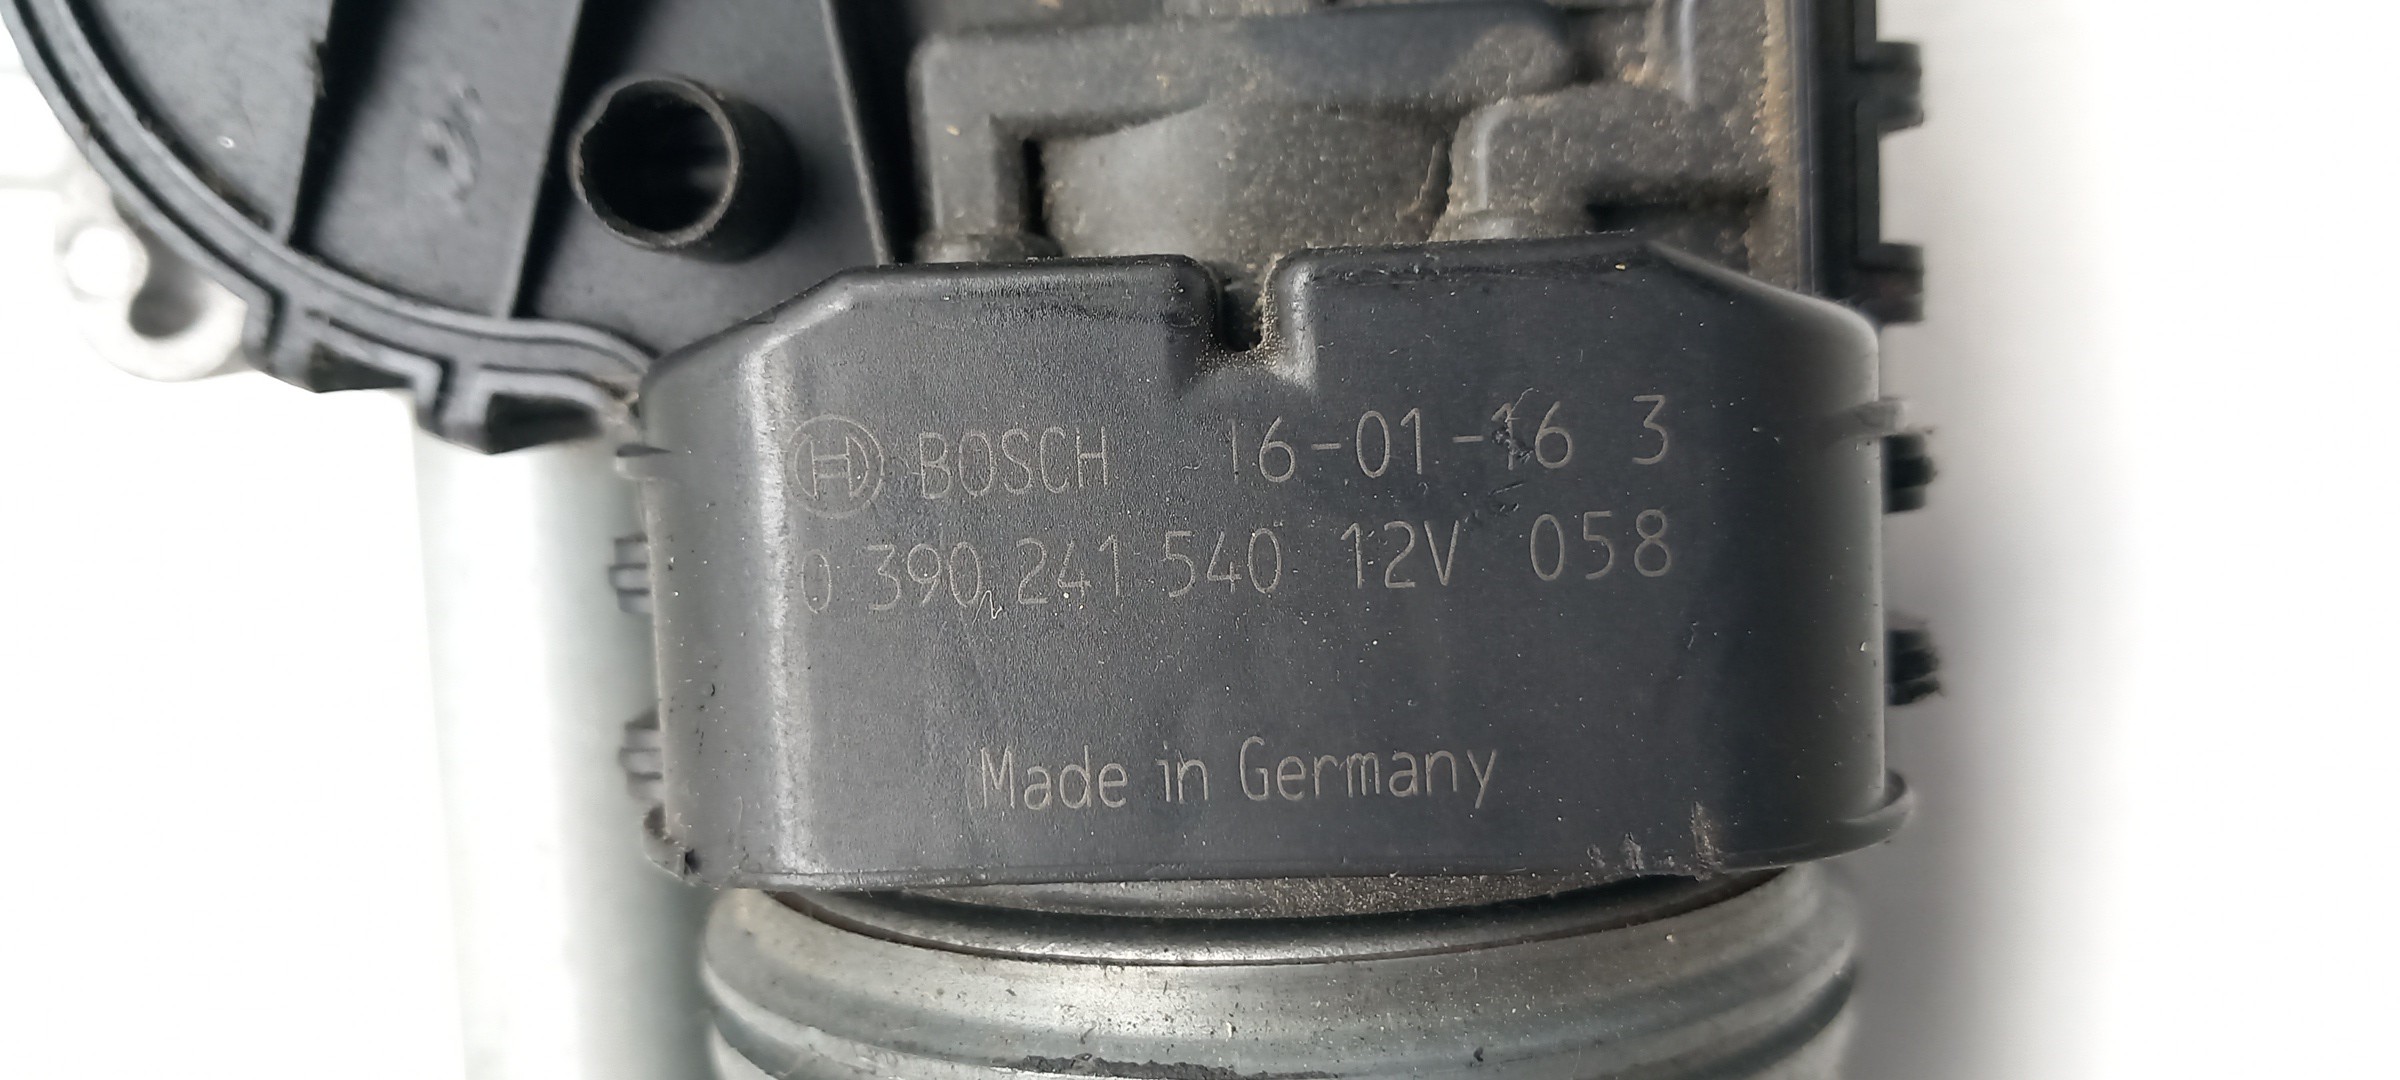 BOSCH 16-01-16 3
0 390 241 540 12V 058
Made in Germany